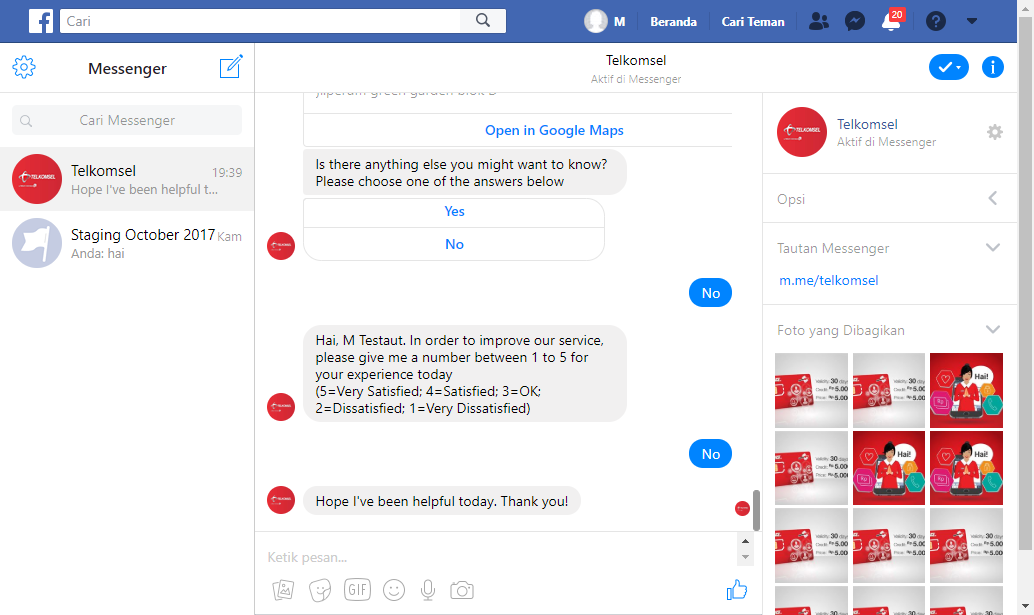 Cari
M
Beranda
Cari Teman
20
?
Messenger
Cari Messenger
Telkomsel
19:39
Hope I've been helpful t...
Staging October 2017
Kam
Anda: hai
Telkomsel
Aktif di Messenger
Open in Google Maps
Is there anything else you might want to know?
Please choose one of the answers below
Yes
No
No
Hai, M Testaut. In order to improve our service,
please give me a number between 1 to 5 for
your experience today
(5=Very Satisfied; 4=Satisfied; 3=OK;
2=Dissatisfied; 1=Very Dissatisfied)
No
Hope I've been helpful today. Thank you!
Ketik pesan...
GIF
TELKOMSEL
Telkomsel
Aktif di Messenger
Opsi
Tautan Messenger
m.me/telkomsel
Foto yang Dibagikan
Hai!
Hai!
Hai!